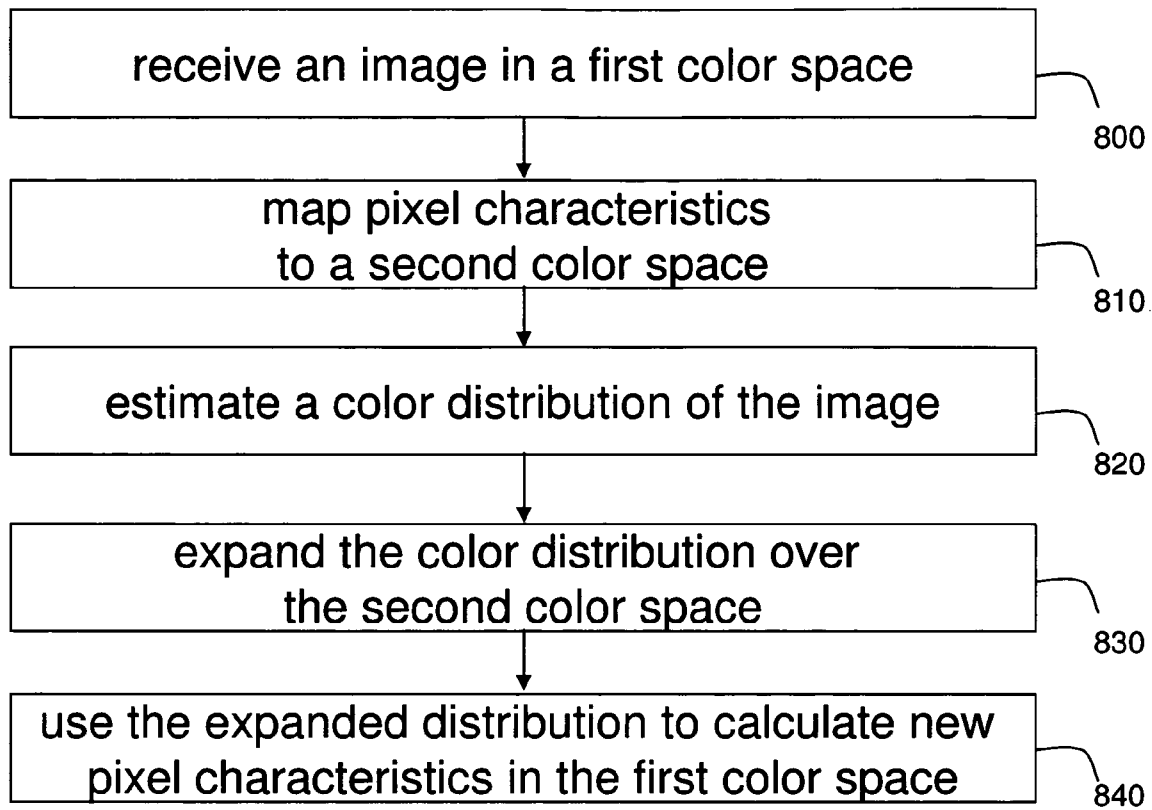 receive an image in a first color space
800
map pixel characteristics
to a second color space
810
estimate a color distribution of the image
820
expand the color distribution over
the second color space
830
use the expanded distribution to calculate new
pixel characteristics in the first color space
840